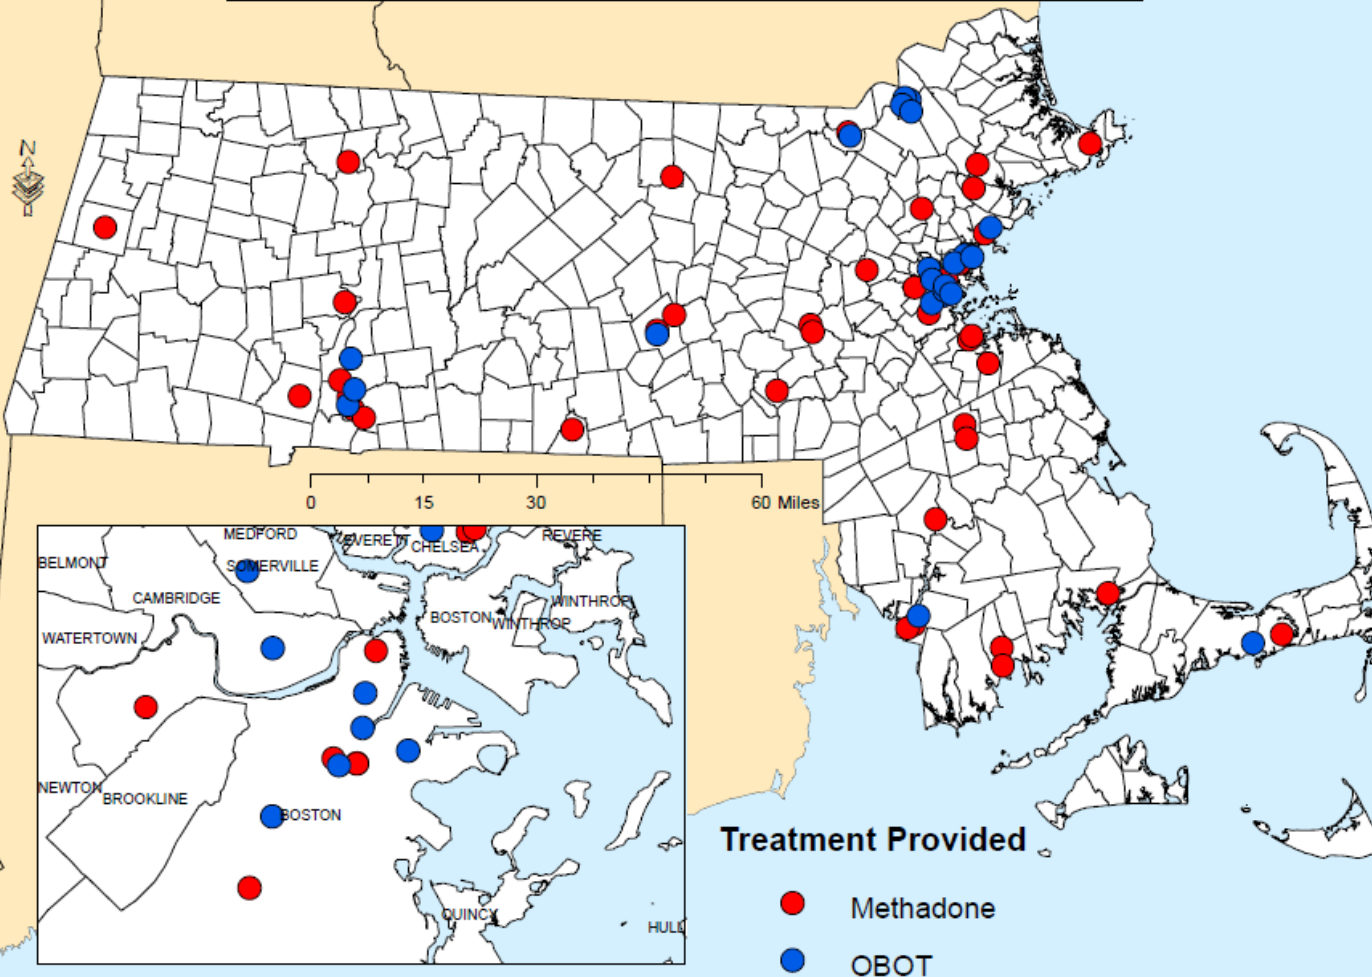 N
0 15 30 60 Miles
MEDFORD
EVERETT
CHELSEA
REVERE
BELMONT
SOMERVILLE
CAMBRIDGE
WINTHROP
BOSTON
WINTHROP
WATERTOWN
NEWTON
BROOKLINE
BOSTON
QUINCY
HULL
Treatment Provided
Methadone
OBOT